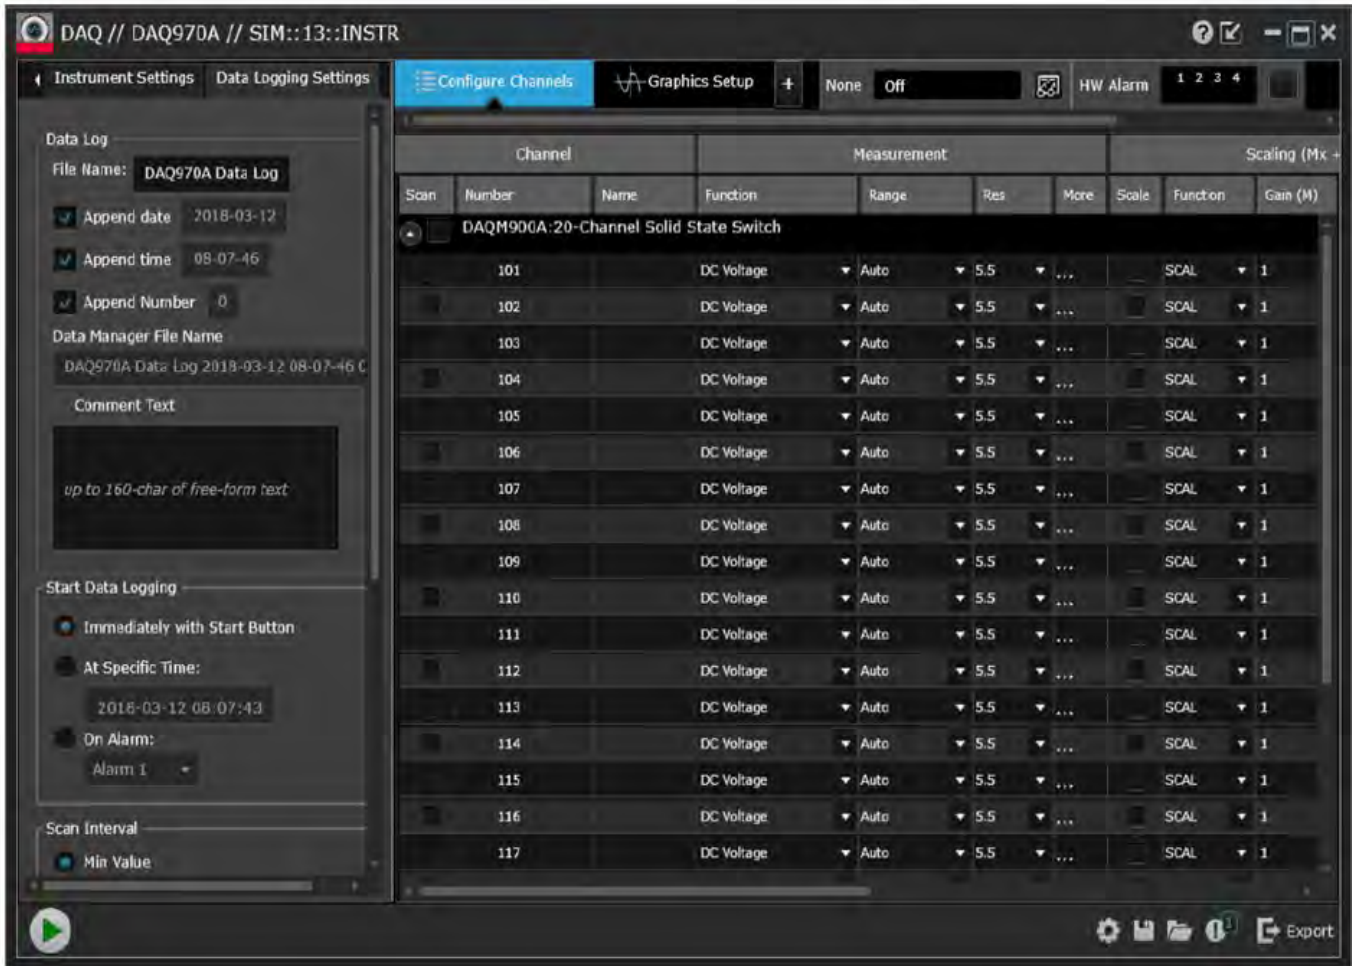 DAQ // DAQ970A // SIM::13::INSTR
Instrument Settings Data Logging Settings
Configure Channels Graphics Setup + None Off HW Alarm 1 2 3 4
Data Log
File Name: DAQ970A Data Log
Append date 2018-03-12
Append time 08-07-46
Append Number 0
Data Manager File Name
DAQ970A Data Log 2018-03-12 08-07-46 0
Comment Text
up to 160-char of free-form text
Start Data Logging
Immediately with Start Button
At Specific Time:
2018-03-12 08:07:43
On Alarm:
Alarm 1
Scan Interval
Min Value
Channel Measurement Scaling (Mx +
Scan Number Name Function Range Res More Scale Function Gain (M)
DAQM900A:20-Channel Solid State Switch
101 DC Voltage Auto 5.5 ... SCAL 1
102 DC Voltage Auto 5.5 ... SCAL 1
103 DC Voltage Auto 5.5 ... SCAL 1
104 DC Voltage Auto 5.5 ... SCAL 1
105 DC Voltage Auto 5.5 ... SCAL 1
106 DC Voltage Auto 5.5 ... SCAL 1
107 DC Voltage Auto 5.5 ... SCAL 1
108 DC Voltage Auto 5.5 ... SCAL 1
109 DC Voltage Auto 5.5 ... SCAL 1
110 DC Voltage Auto 5.5 ... SCAL 1
111 DC Voltage Auto 5.5 ... SCAL 1
112 DC Voltage Auto 5.5 ... SCAL 1
113 DC Voltage Auto 5.5 ... SCAL 1
114 DC Voltage Auto 5.5 ... SCAL 1
115 DC Voltage Auto 5.5 ... SCAL 1
116 DC Voltage Auto 5.5 ... SCAL 1
117 DC Voltage Auto 5.5 ... SCAL 1
1 Export